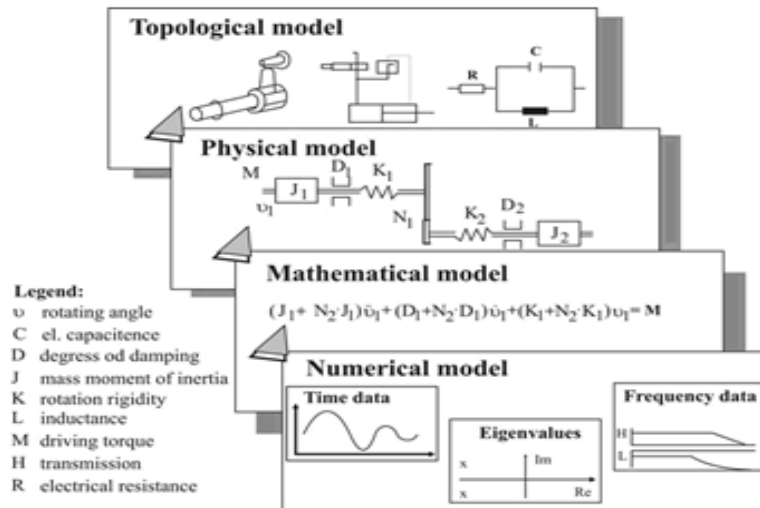 Topological model
C
R
L
Physical model
M
D1
K1
J1
υ1
N1
K2
D2
J2
Mathematical model
(J1+ N2·J1)ϋ1+(D1+N2·D1)υ̇1+(K1+N2·K1)υ1= M
Legend:
υ rotating angle
C el. capacitence
D degress od damping
J mass moment of inertia
K rotation rigidity
L inductance
M driving torque
H transmission
R electrical resistance
Numerical model
Time data
Eigenvalues
x
Im
x
Re
Frequency data
H
L